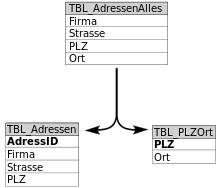 TBL_AdressenAlles
Firma
Strasse
PLZ
Ort
TBL_Adressen
AdressID
Firma
Strasse
PLZ
TBL_PLZOrt
PLZ
Ort